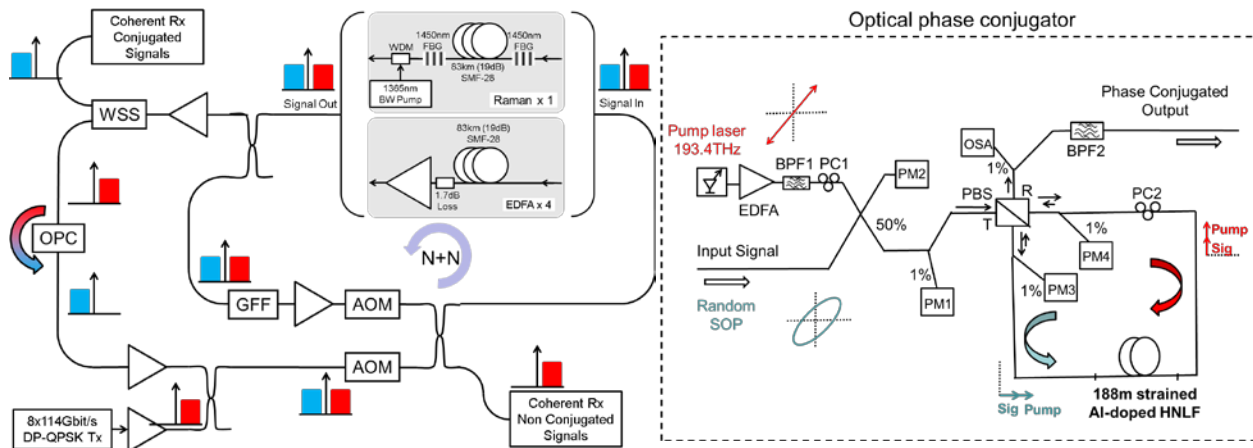 Coherent Rx
Conjugated
Signals
WSS
OPC
8x114Gbit/s
DP-QPSK Tx
Signal Out
WDM
1450nm
FBG
1450nm
FBG
83km (19dB)
SMF-28
1365nm
BW Pump
Raman x 1
83km (19dB)
SMF-28
1.7dB
Loss
EDFA x 4
Signal In
N+N
GFF
AOM
AOM
Coherent Rx
Non Conjugated
Signals
Optical phase conjugator
Pump laser
193.4THz
EDFA
BPF1
PC1
PM2
50%
Input Signal
Random
SOP
1%
PM1
OSA
1%
BPF2
Phase Conjugated
Output
PBS
R
T
1%
PM4
1%
PM3
PC2
Pump
Sig
Sig Pump
188m strained
Al-doped HNLF